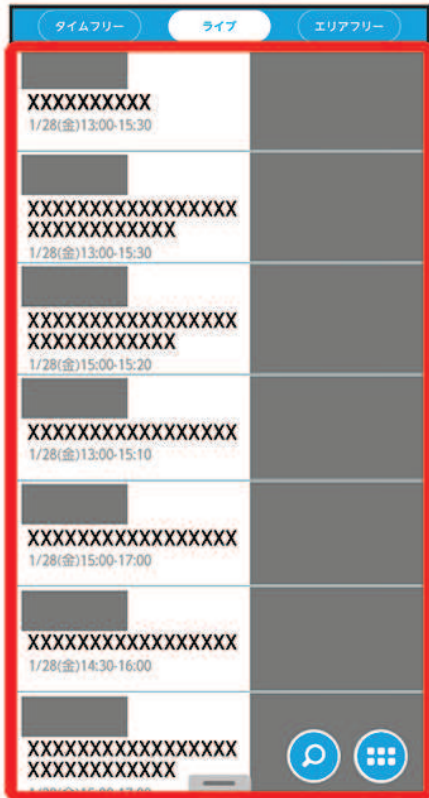 タイムフリー
ライブ
エリアフリー
XXXXXXXXXX
1/28(金)13:00-15:30
XXXXXXXXXXXXXXXXX
XXXXXXXXXXXX
1/28(金)13:00-15:30
XXXXXXXXXXXXXXXXX
XXXXXXXXXXXX
1/28(金)15:00-15:20
XXXXXXXXXXXXXXXXX
1/28(金)13:00-15:10
XXXXXXXXXXXXXXXXX
1/28(金)15:00-17:00
XXXXXXXXXXXXXXXXX
1/28(金)14:30-16:00
XXXXXXXXXXXXXXXXX
XXXXXXXXXXXX